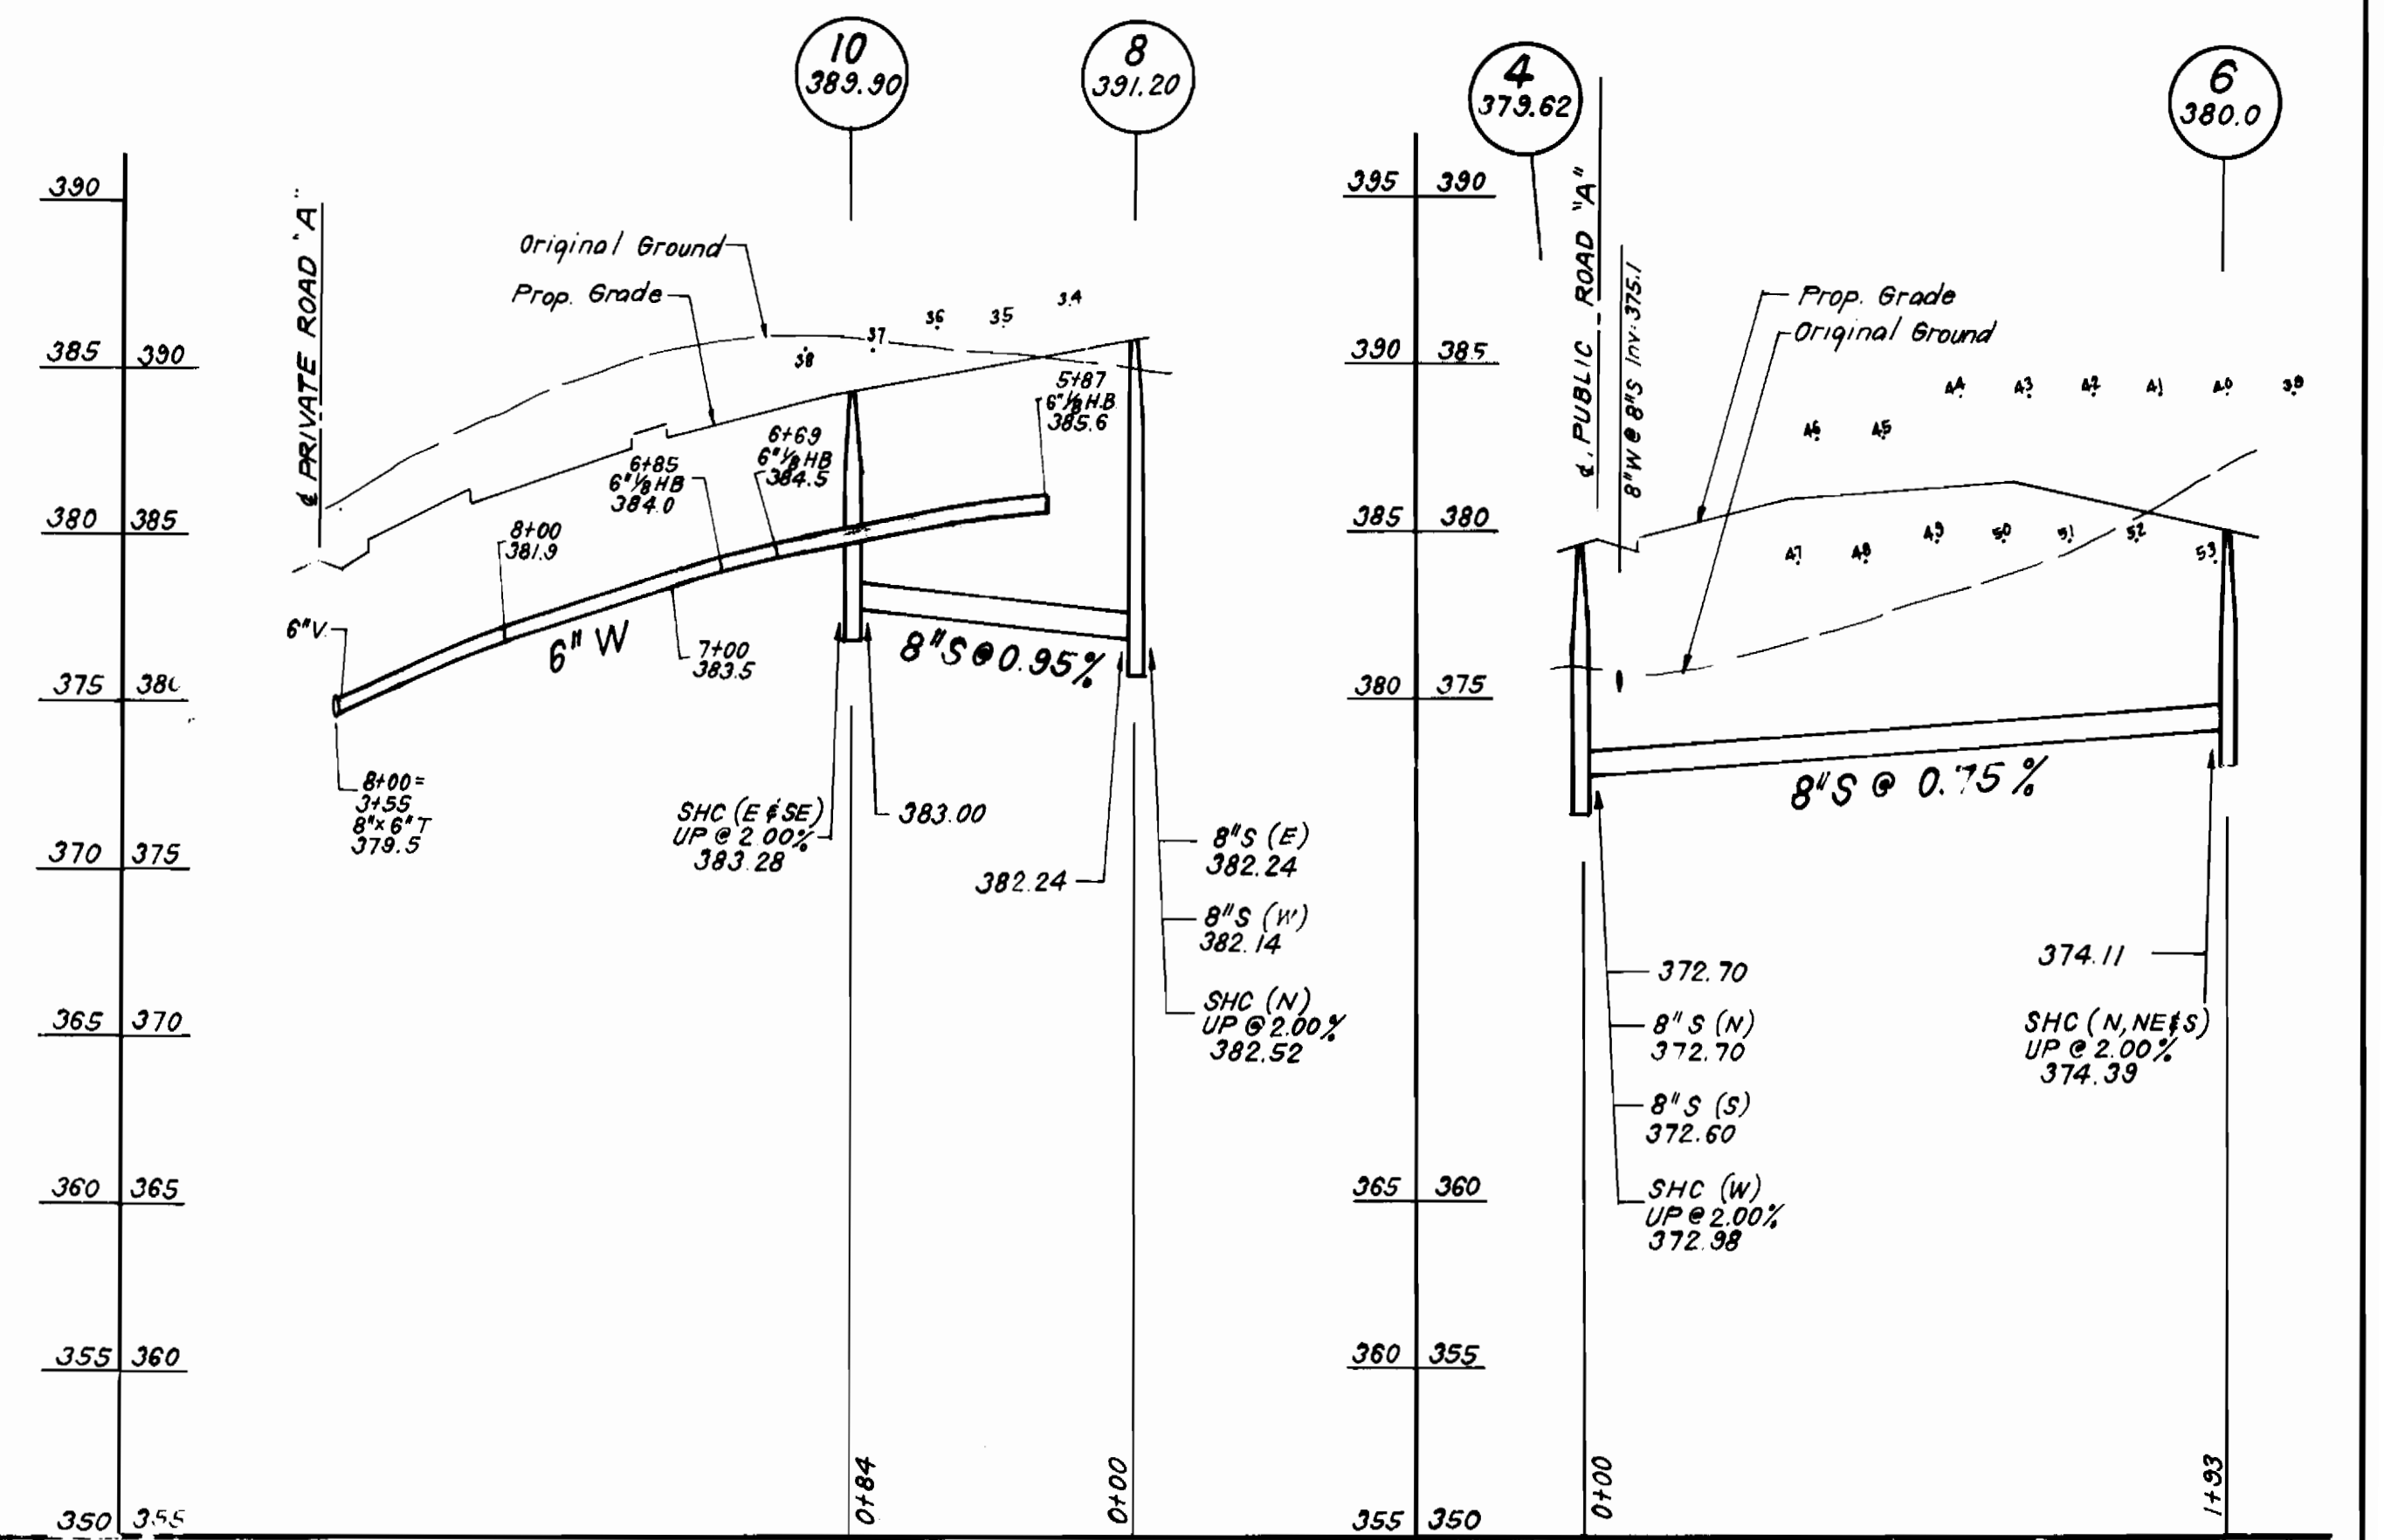 10
389.90
8
391.20
4
379.62
6
380.0
390
385 390
380 385
375
370 375
365 370
360 365
355 360
350 355
℄ PRIVATE ROAD "A"
Original Ground
Prop. Grade
38
37
36
35
34
5+87
6" 1/8 H.B.
385.6
6+69
6" 1/8 HB
384.5
6+85
6" 1/8 HB
384.0
8+00
381.9
6"V.
6" W
7+00
383.5
8"S @ 0.95%
8+00=
3+55
8"x6"T
379.5
SHC (E & SE)
UP @ 2.00%
383.28
383.00
382.24
8"S (E)
382.24
8"S (W)
382.14
SHC (N)
UP @ 2.00%
382.52
0+84
0+00
395 390
390 385
385 380
380 375
365 360
360 355
355 350
℄ PUBLIC ROAD "A"
8"W @ 8"S Inv: 375.1
Prop. Grade
Original Ground
44 43 42 41 40 39
46 45
47 48 49 50 51 52 53
8"S @ 0.75%
372.70
8"S (N)
372.70
8"S (S)
372.60
SHC (W)
UP @ 2.00%
372.98
374.11
SHC (N, NE & S)
UP @ 2.00%
374.39
0+00
1+93